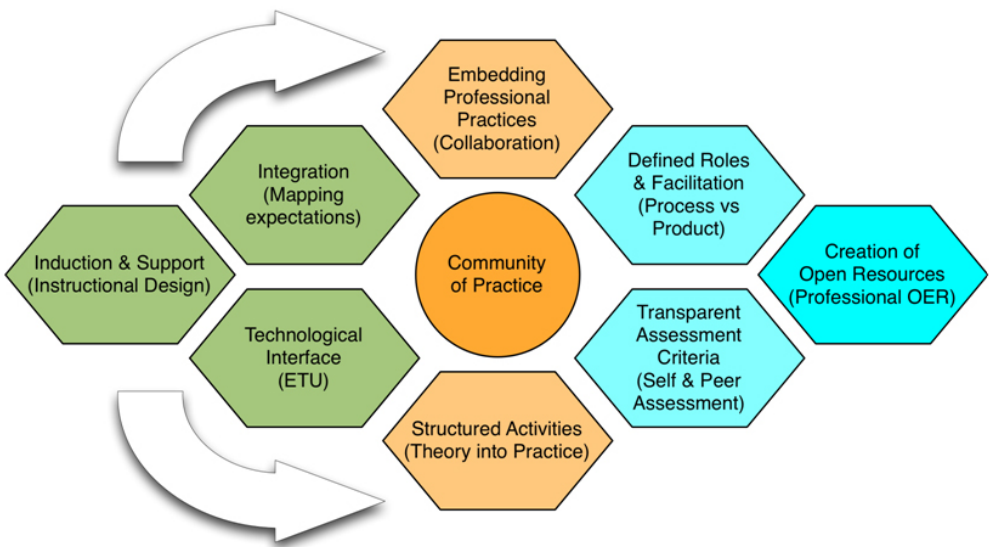 Embedding
Professional
Practices
(Collaboration)
Integration
(Mapping
expectations)
Defined Roles
& Facilitation
(Process vs
Product)
Induction & Support
(Instructional Design)
Community
of Practice
Creation of
Open Resources
(Professional OER)
Technological
Interface
(ETU)
Transparent
Assessment
Criteria
(Self & Peer
Assessment)
Structured Activities
(Theory into Practice)